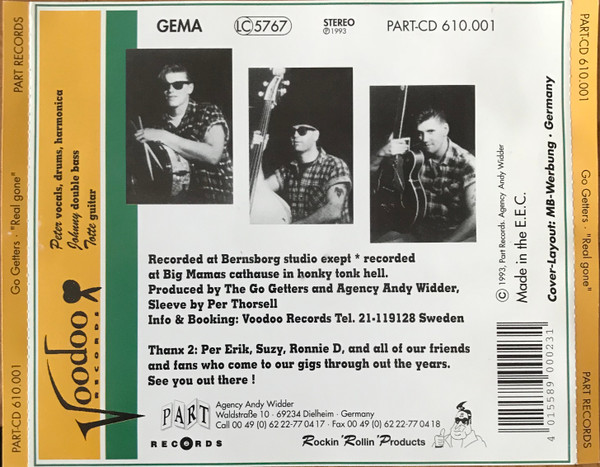 PART RECORDS
Go Getters · "Real gone"
PART-CD 610.001
Peter vocals, drums, harmonica
Johnny double bass
Totte guitar
Voodoo
RECORDS
GEMA
LC 5767
STEREO
Ⓟ1993
PART-CD 610.001
Recorded at Bernsborg studio exept * recorded
at Big Mamas cathause in honky tonk hell.
Produced by The Go Getters and Agency Andy Widder,
Sleeve by Per Thorsell
Info & Booking: Voodoo Records Tel. 21-119128 Sweden
Thanx 2: Per Erik, Suzy, Ronnie D, and all of our friends
and fans who come to our gigs through out the years.
See you out there !
PART
RECORDS
Agency Andy Widder
Waldstraße 10 · 69234 Dielheim · Germany
Call 00 49 (0) 62 22-77 04 17 · Fax 00 49 (0) 62 22-77 04 18
Rockin'Rollin'Products
© 1993, Part Records Agency Andy Widder
Made in the E.E.C.
Cover-Layout: MB-Werbung · Germany
4 015589 000231
PART-CD 610.001
Go Getters · "Real gone"
PART RECORDS